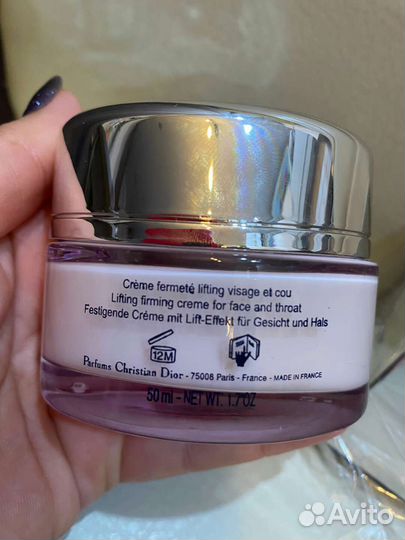 Crème fermeté lifting visage et cou
Lifting firming creme for face and throat
Festigende Créme mit Lift-Effekt für Gesicht und Hals
12M
Parfums Christian Dior - 75008 Paris - France - MADE IN FRANCE
50 ml - NET WT. 1.7 OZ
Avito